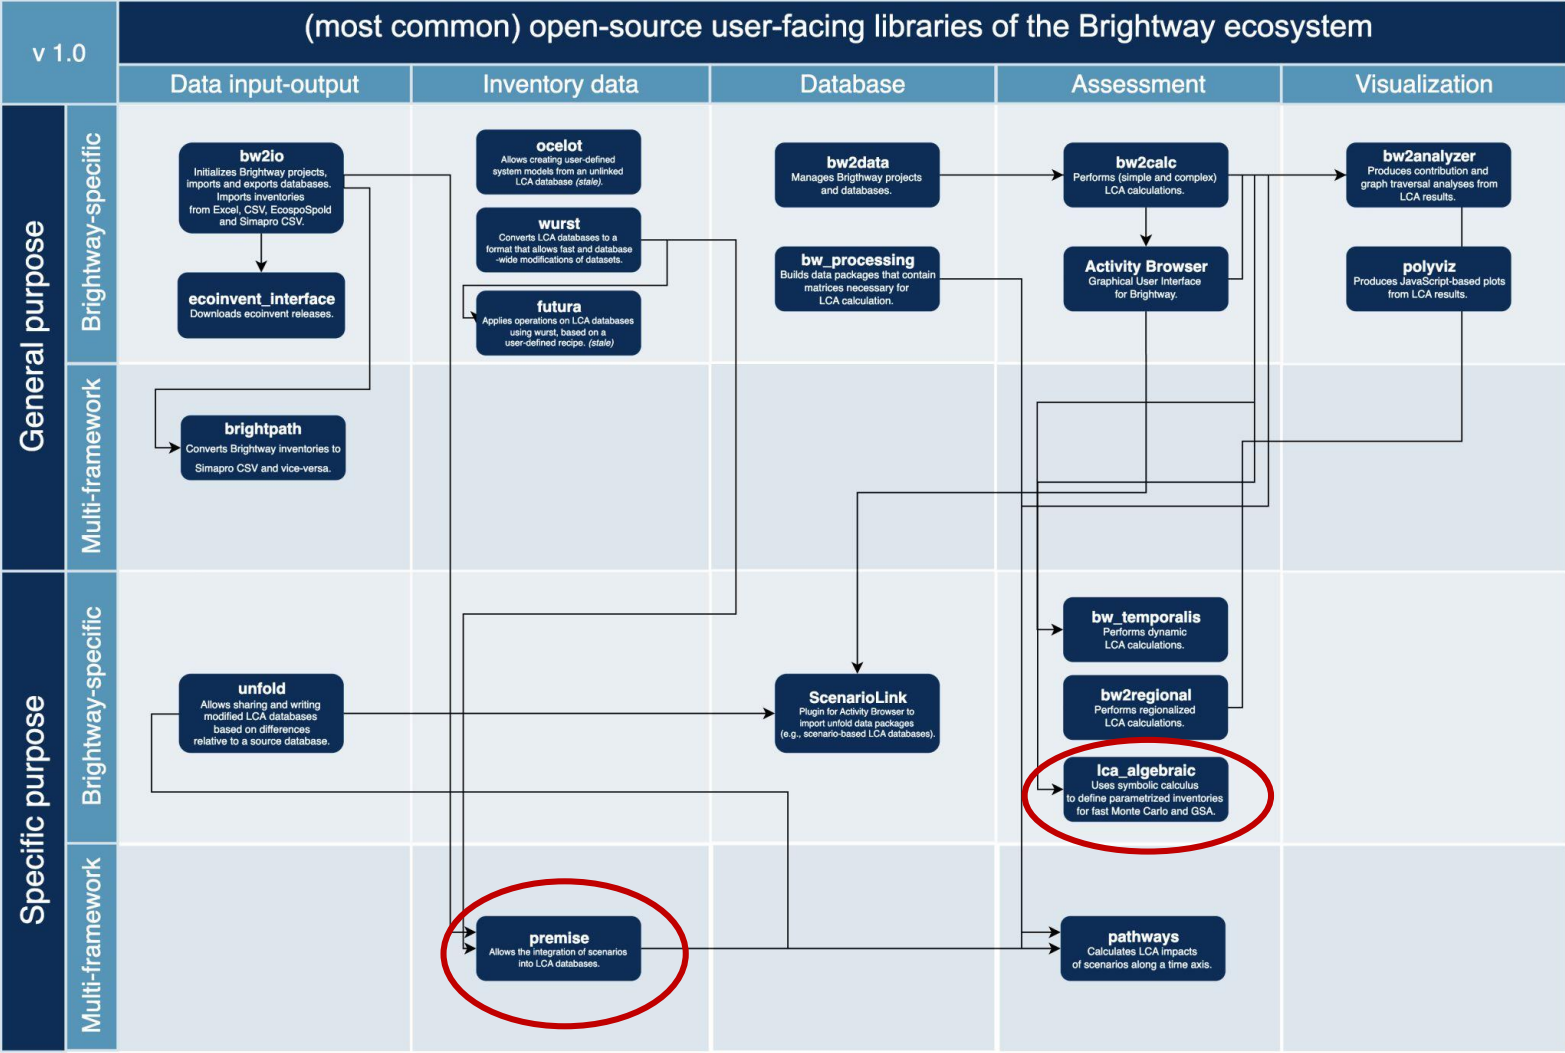 (most common) open-source user-facing libraries of the Brightway ecosystem
v 1.0
Data input-output
Inventory data
Database
Assessment
Visualization
General purpose
Brightway-specific
bw2io
Initializes Brightway projects,
imports and exports databases.
Imports inventories
from Excel, CSV, EcospoSpold
and Simapro CSV.
ecoinvent_interface
Downloads ecoinvent releases.
ocelot
Allows creating user-defined
system models from an unlinked
LCA database (stale).
wurst
Converts LCA databases to a
format that allows fast and database
-wide modifications of datasets.
futura
Applies operations on LCA databases
using wurst, based on a
user-defined recipe. (stale)
bw2data
Manages Brigthway projects
and databases.
bw_processing
Builds data packages that contain
matrices necessary for
LCA calculation.
bw2calc
Performs (simple and complex)
LCA calculations.
Activity Browser
Graphical User Interface
for Brightway.
bw2analyzer
Produces contribution and
graph traversal analyses from
LCA results.
polyviz
Produces JavaScript-based plots
from LCA results.
Multi-framework
brightpath
Converts Brightway inventories to
Simapro CSV and vice-versa.
Specific purpose
Brightway-specific
unfold
Allows sharing and writing
modified LCA databases
based on differences
relative to a source database.
ScenarioLink
Plugin for Activity Browser to
import unfold data packages
(e.g., scenario-based LCA databases).
bw_temporalis
Performs dynamic
LCA calculations.
bw2regional
Performs regionalized
LCA calculations.
lca_algebraic
Uses symbolic calculus
to define parametrized inventories
for fast Monte Carlo and GSA.
Multi-framework
premise
Allows the integration of scenarios
into LCA databases.
pathways
Calculates LCA impacts
of scenarios along a time axis.